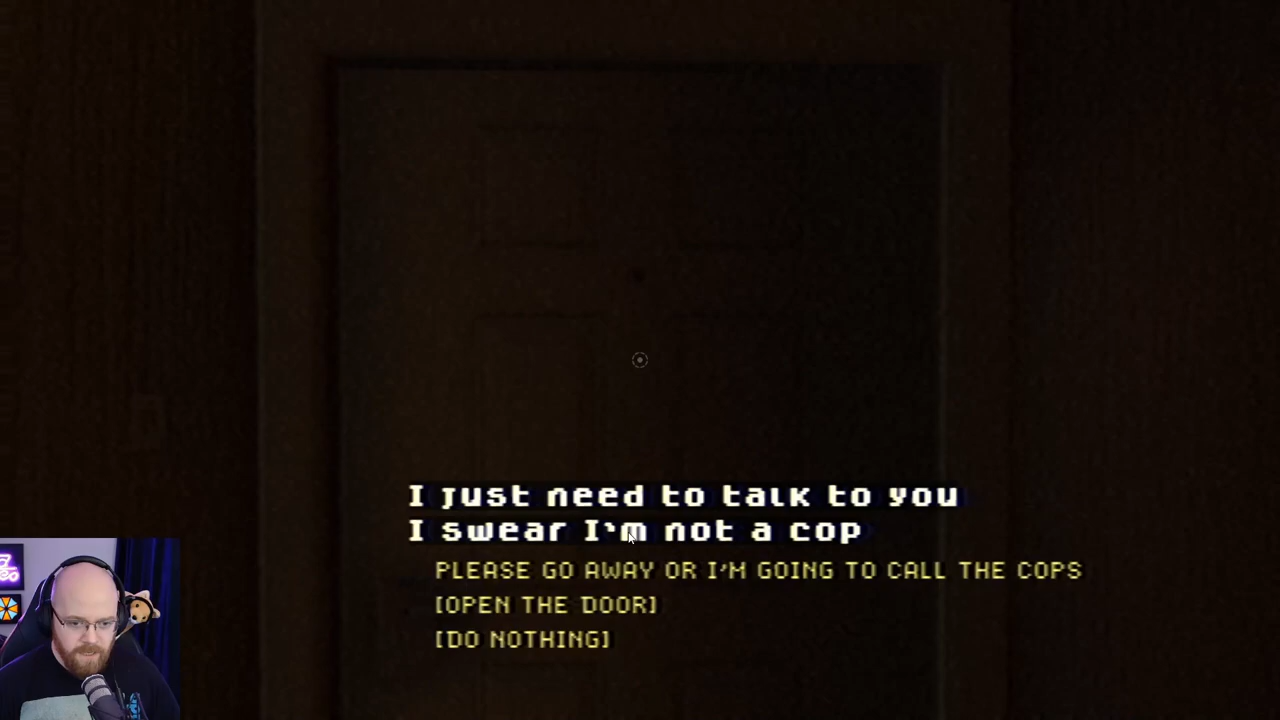 I just need to talk to you
I swear I'm not a cop
PLEASE GO AWAY OR I'M GOING TO CALL THE COPS
[OPEN THE DOOR]
[DO NOTHING]